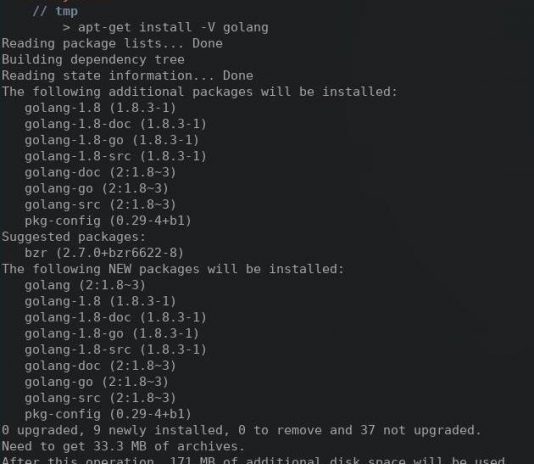 // tmp
> apt-get install -V golang
Reading package lists... Done
Building dependency tree
Reading state information... Done
The following additional packages will be installed:
golang-1.8 (1.8.3-1)
golang-1.8-doc (1.8.3-1)
golang-1.8-go (1.8.3-1)
golang-1.8-src (1.8.3-1)
golang-doc (2:1.8~3)
golang-go (2:1.8~3)
golang-src (2:1.8~3)
pkg-config (0.29-4+b1)
Suggested packages:
bzr (2.7.0+bzr6622-8)
The following NEW packages will be installed:
golang (2:1.8~3)
golang-1.8 (1.8.3-1)
golang-1.8-doc (1.8.3-1)
golang-1.8-go (1.8.3-1)
golang-1.8-src (1.8.3-1)
golang-doc (2:1.8~3)
golang-go (2:1.8~3)
golang-src (2:1.8~3)
pkg-config (0.29-4+b1)
0 upgraded, 9 newly installed, 0 to remove and 37 not upgraded.
Need to get 33.3 MB of archives.
After this operation, 171 MB of additional disk space will be used.